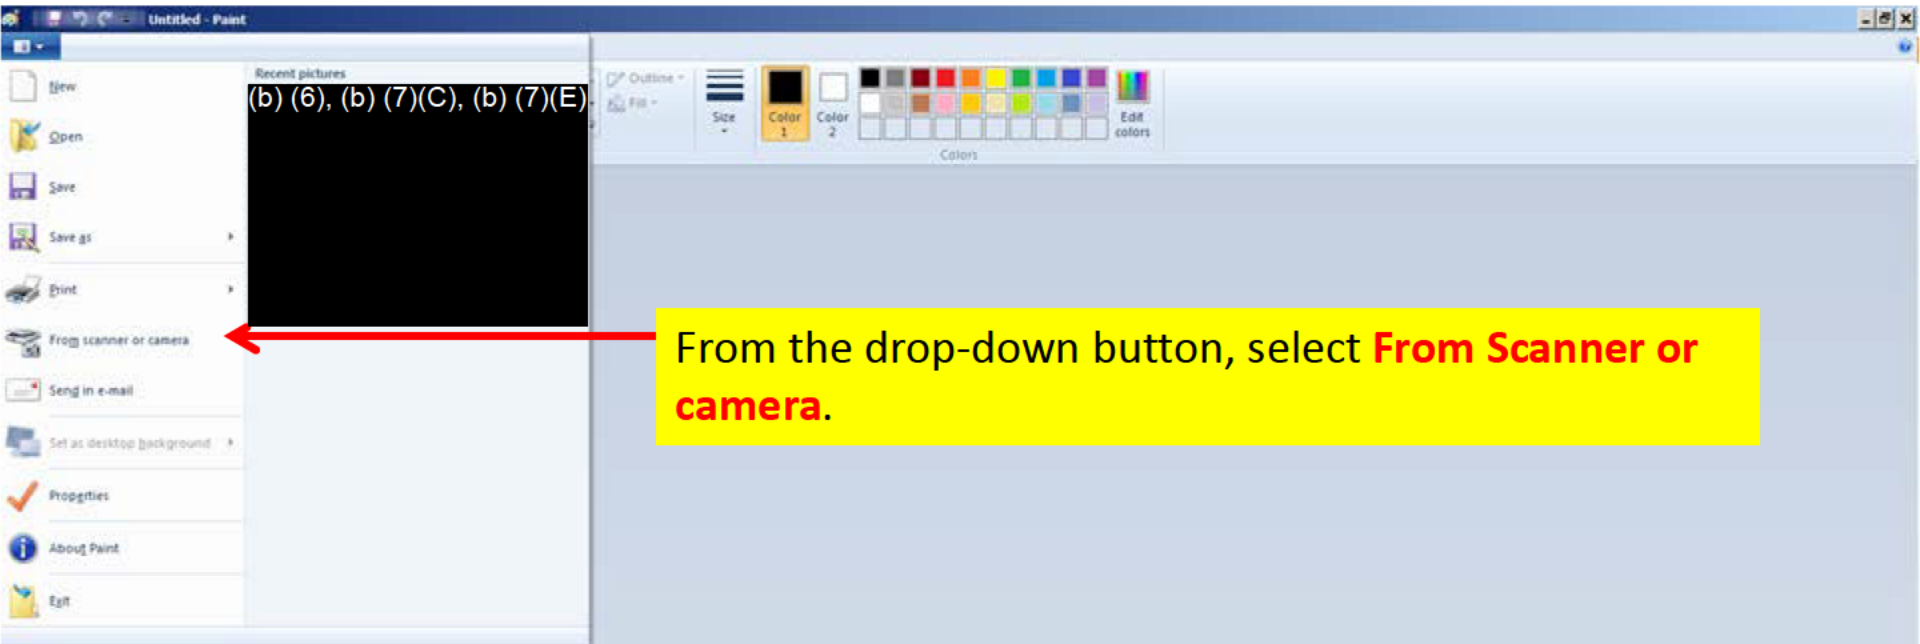 Untitled - Paint
Recent pictures
(b) (6), (b) (7)(C), (b) (7)(E)
New
Open
Save
Save as
Print
From scanner or camera
Send in e-mail
Set as desktop background
Properties
About Paint
Exit
Outline
Fill
Size
Color
1
Color
2
Edit
colors
Colors
From the drop-down button, select From Scanner or
camera.